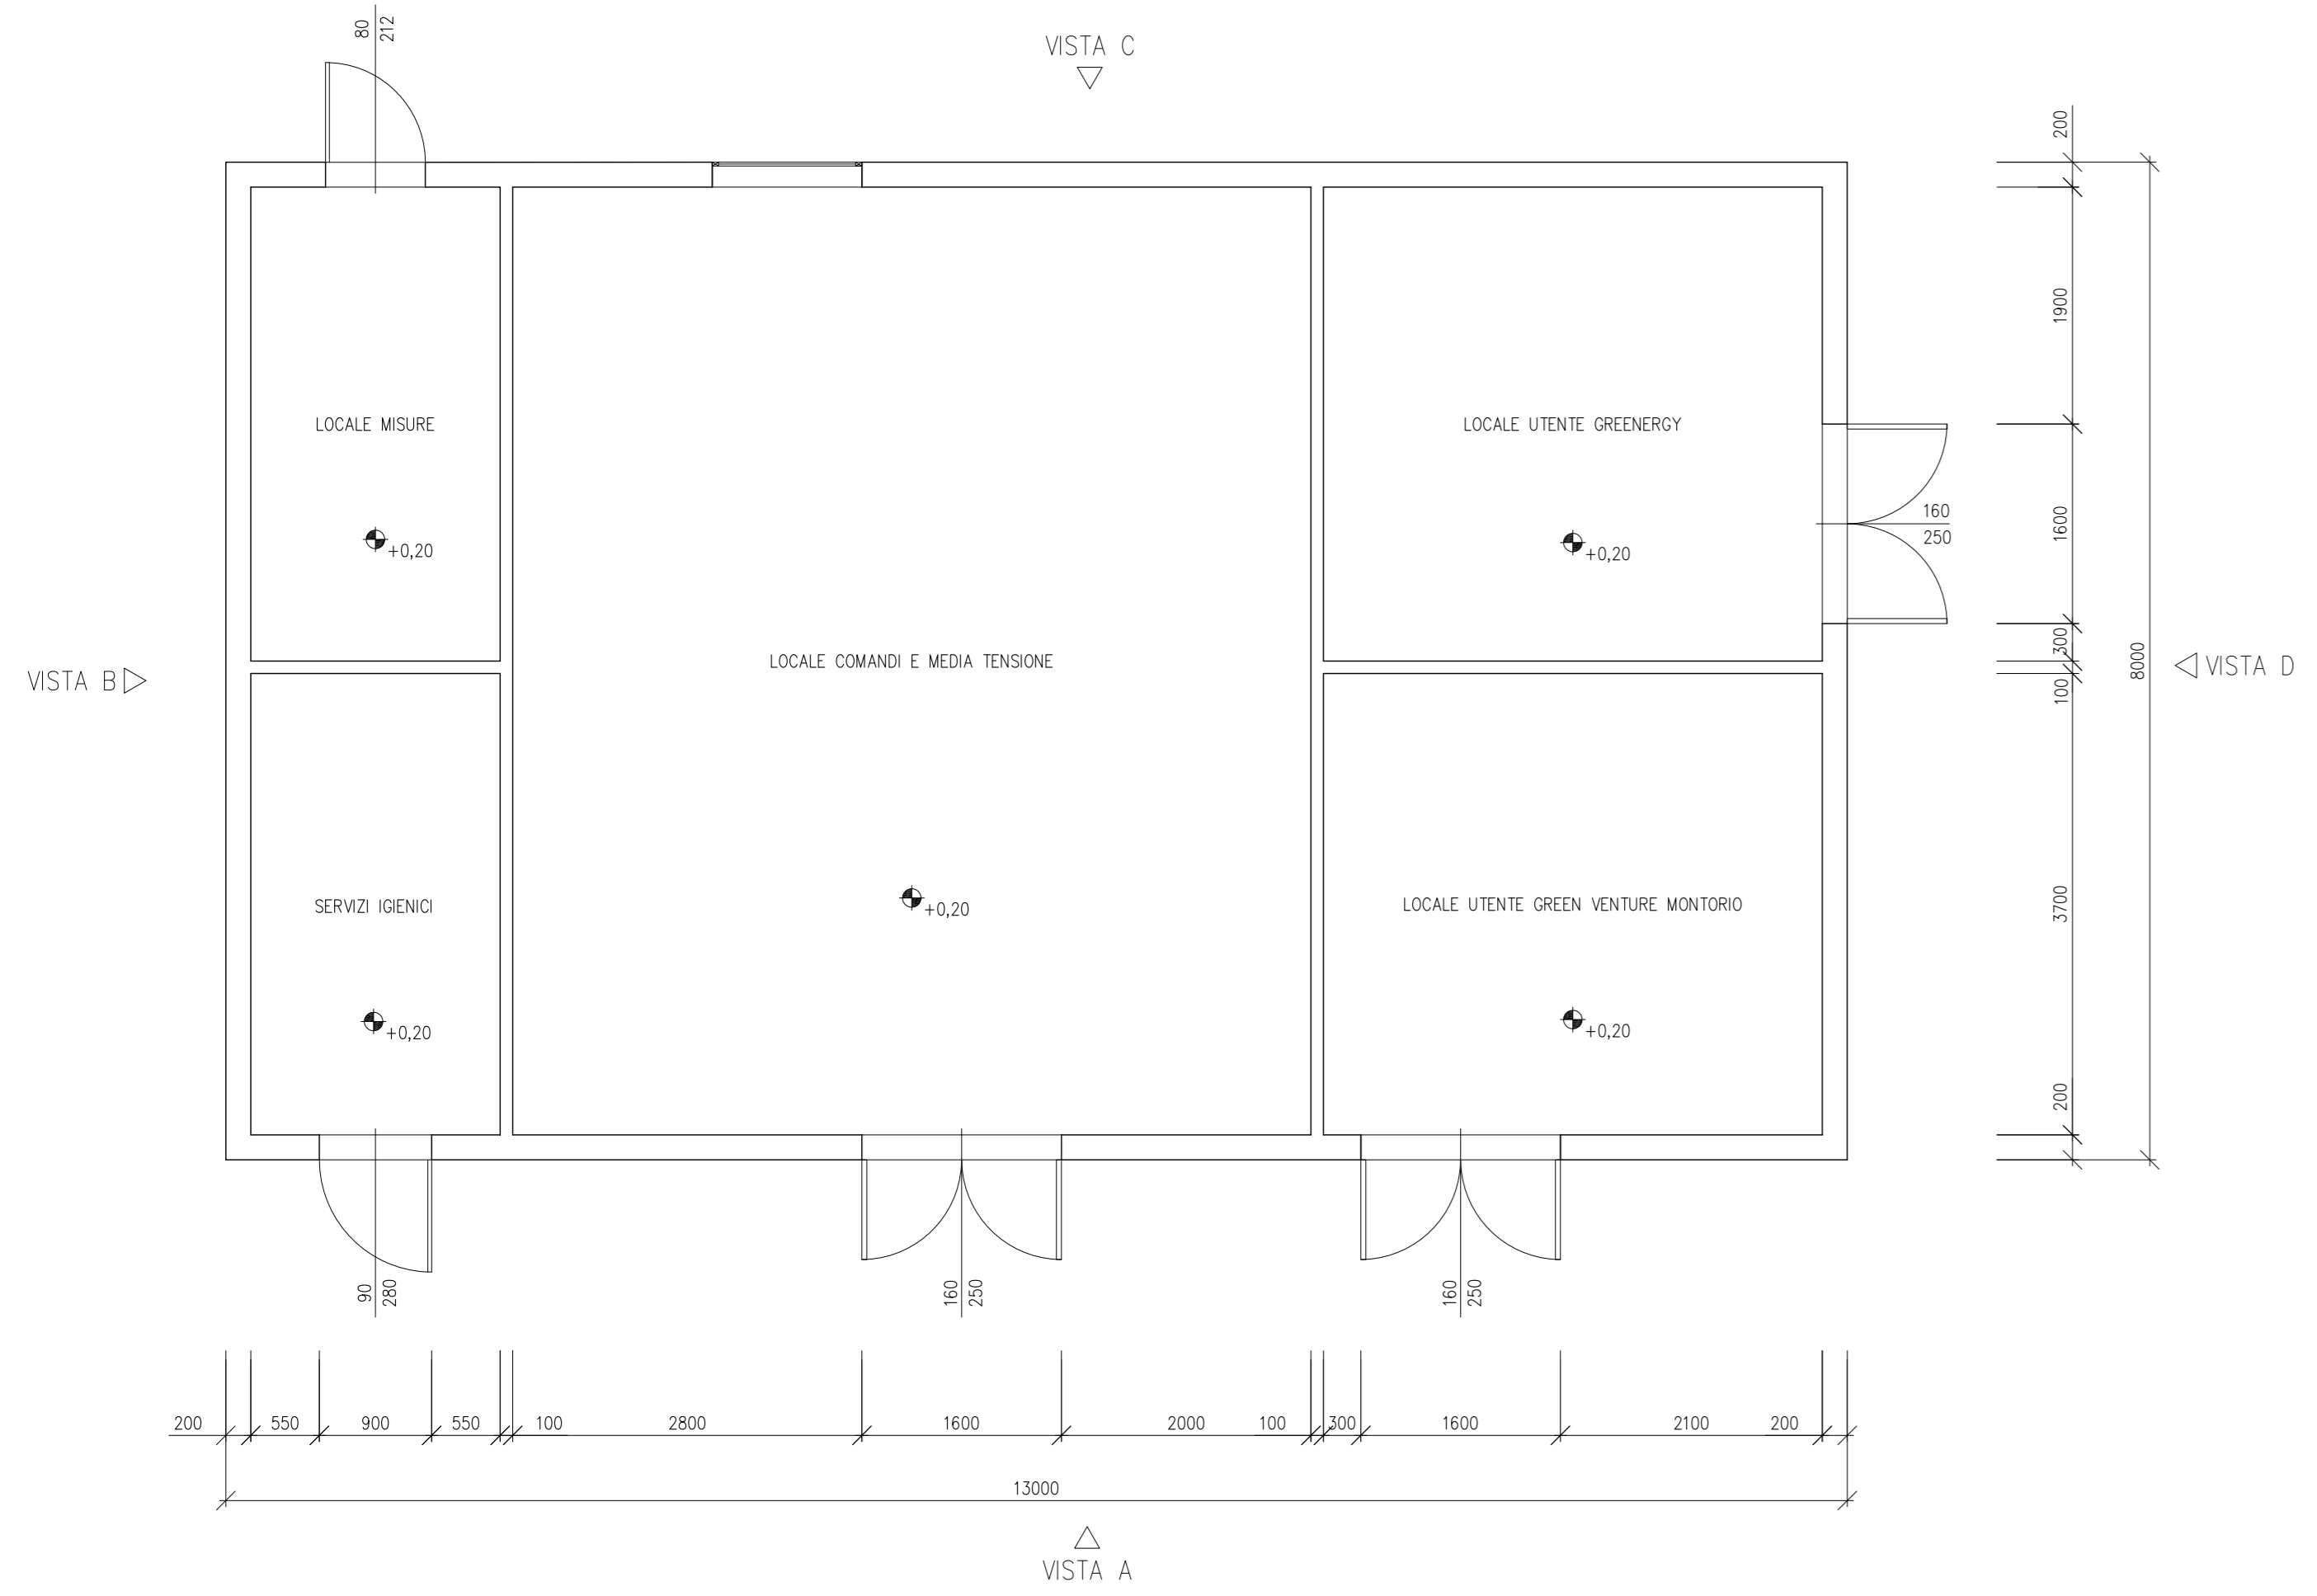 80
212
VISTA C
200
1900
LOCALE MISURE
LOCALE UTENTE GREENERGY
160
250
1600
+0,20
+0,20
300
8000
LOCALE COMANDI E MEDIA TENSIONE
VISTA B
VISTA D
100
SERVIZI IGIENICI
+0,20
LOCALE UTENTE GREEN VENTURE MONTORIO
3700
+0,20
+0,20
200
90
280
160
250
160
250
200 550 900 550 100 2800 1600 2000 100 300 1600 2100 200
13000
VISTA A